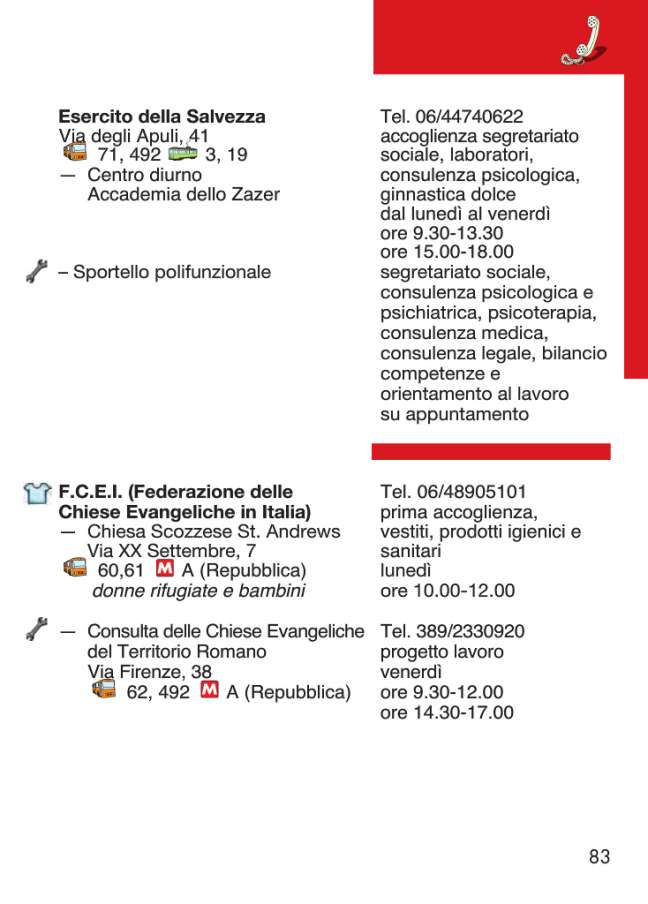 Esercito della Salvezza
Via degli Apuli, 41
71, 492 3, 19
— Centro diurno
Accademia dello Zazer
Tel. 06/44740622
accoglienza segretariato
sociale, laboratori,
consulenza psicologica,
ginnastica dolce
dal lunedì al venerdì
ore 9.30-13.30
ore 15.00-18.00
– Sportello polifunzionale
segretariato sociale,
consulenza psicologica e
psichiatrica, psicoterapia,
consulenza medica,
consulenza legale, bilancio
competenze e
orientamento al lavoro
su appuntamento
F.C.E.I. (Federazione delle
Chiese Evangeliche in Italia)
— Chiesa Scozzese St. Andrews
Via XX Settembre, 7
60,61 M A (Repubblica)
donne rifugiate e bambini
Tel. 06/48905101
prima accoglienza,
vestiti, prodotti igienici e
sanitari
lunedì
ore 10.00-12.00
— Consulta delle Chiese Evangeliche
del Territorio Romano
Via Firenze, 38
62, 492 M A (Repubblica)
Tel. 389/2330920
progetto lavoro
venerdì
ore 9.30-12.00
ore 14.30-17.00
83